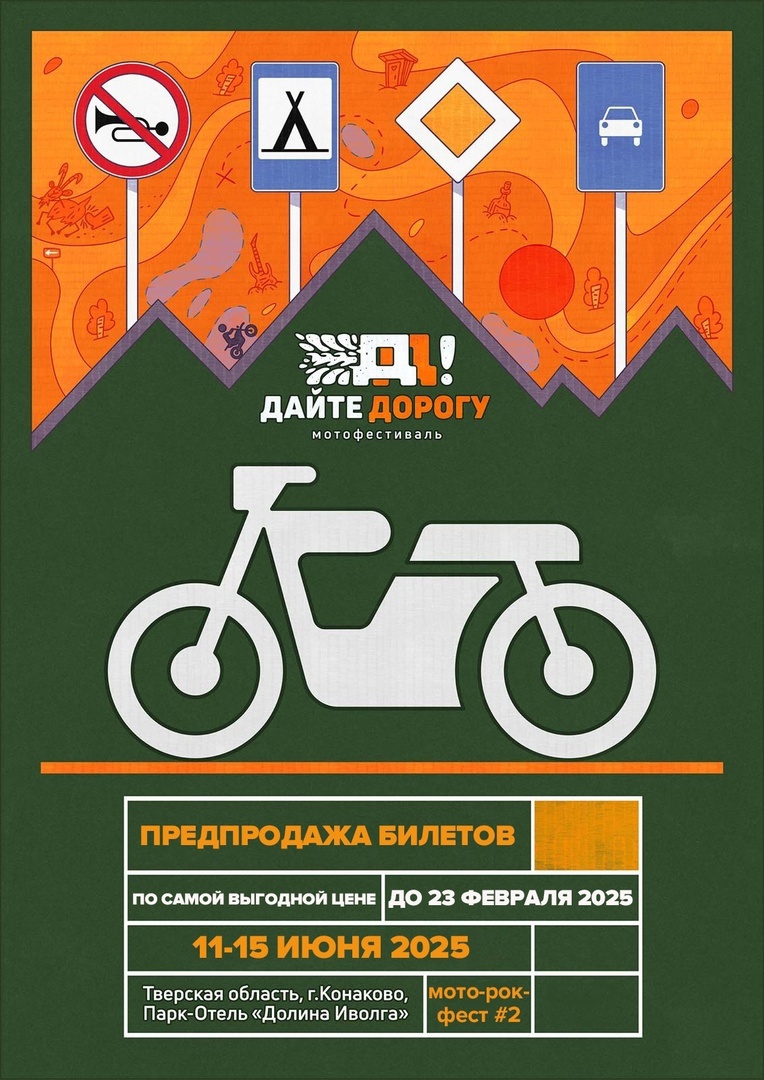 Д!
ДАЙТЕ ДОРОГУ
мотофестиваль
ПРЕДПРОДАЖА БИЛЕТОВ
ПО САМОЙ ВЫГОДНОЙ ЦЕНЕ
ДО 23 ФЕВРАЛЯ 2025
11-15 ИЮНЯ 2025
Тверская область, г.Конаково,
Парк-Отель «Долина Иволга»
мото-рок-
фест #2